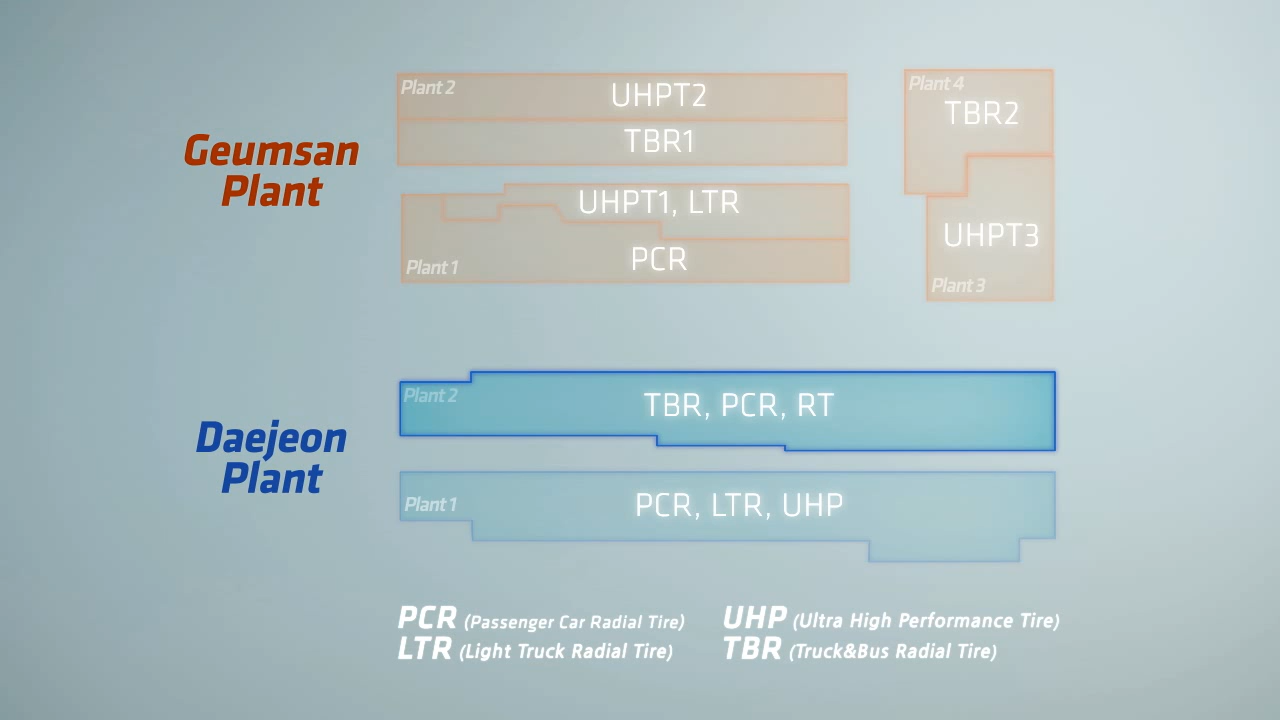 Geumsan
Plant
Plant 2
UHPT2
TBR1
UHPT1, LTR
PCR
Plant 1
Plant 4
TBR2
UHPT3
Plant 3
Daejeon
Plant
Plant 2
TBR, PCR, RT
Plant 1
PCR, LTR, UHP
PCR (Passenger Car Radial Tire)
LTR (Light Truck Radial Tire)
UHP (Ultra High Performance Tire)
TBR (Truck&Bus Radial Tire)